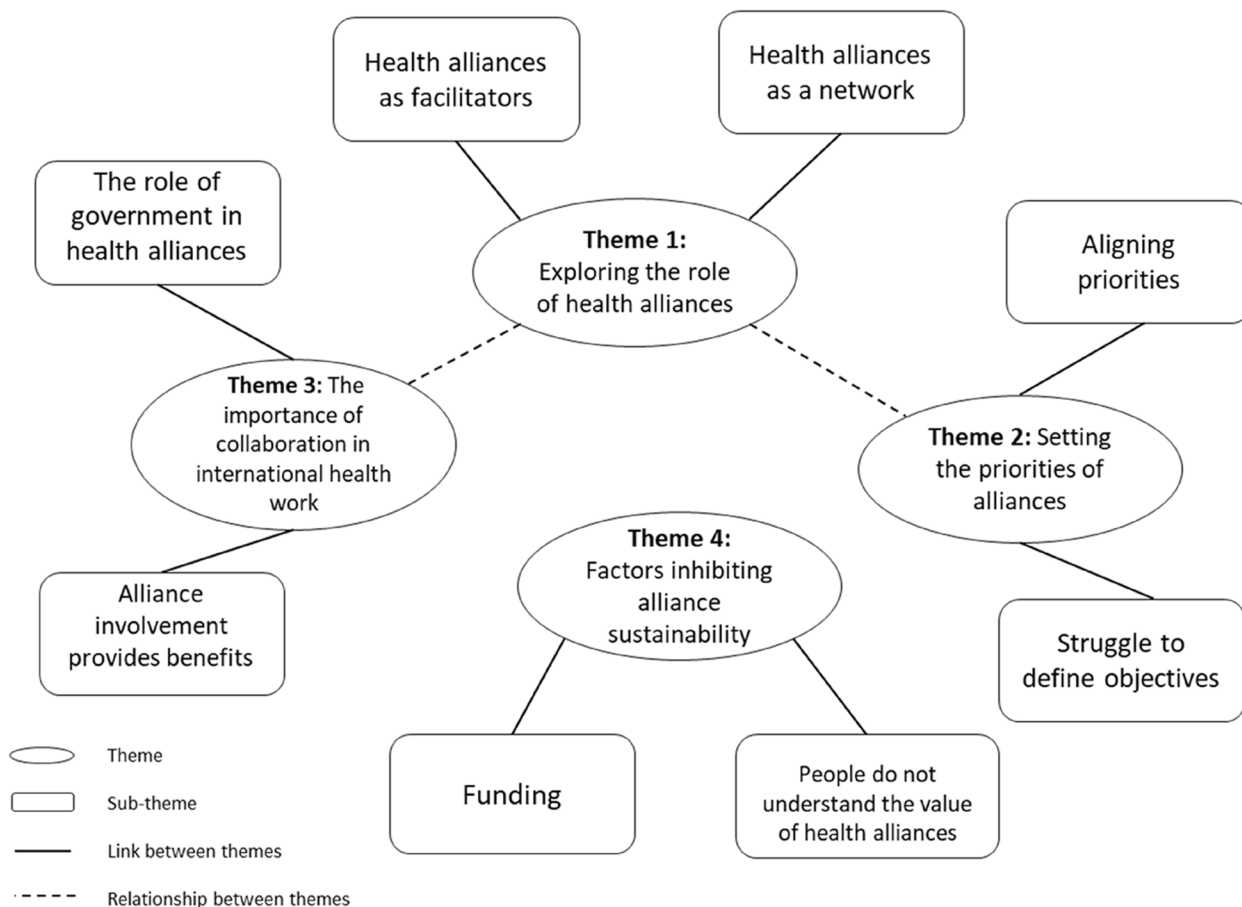 Health alliances
as facilitators
Health alliances
as a network
The role of
government in
health alliances
Theme 1:
Exploring the role
of health alliances
Aligning
priorities
Theme 3: The
importance of
collaboration in
international health
work
Theme 2: Setting
the priorities of
alliances
Theme 4:
Factors inhibiting
alliance
sustainability
Alliance
involvement
provides benefits
Struggle to
define objectives
Funding
People do not
understand the value
of health alliances
Theme
Sub-theme
Link between themes
Relationship between themes